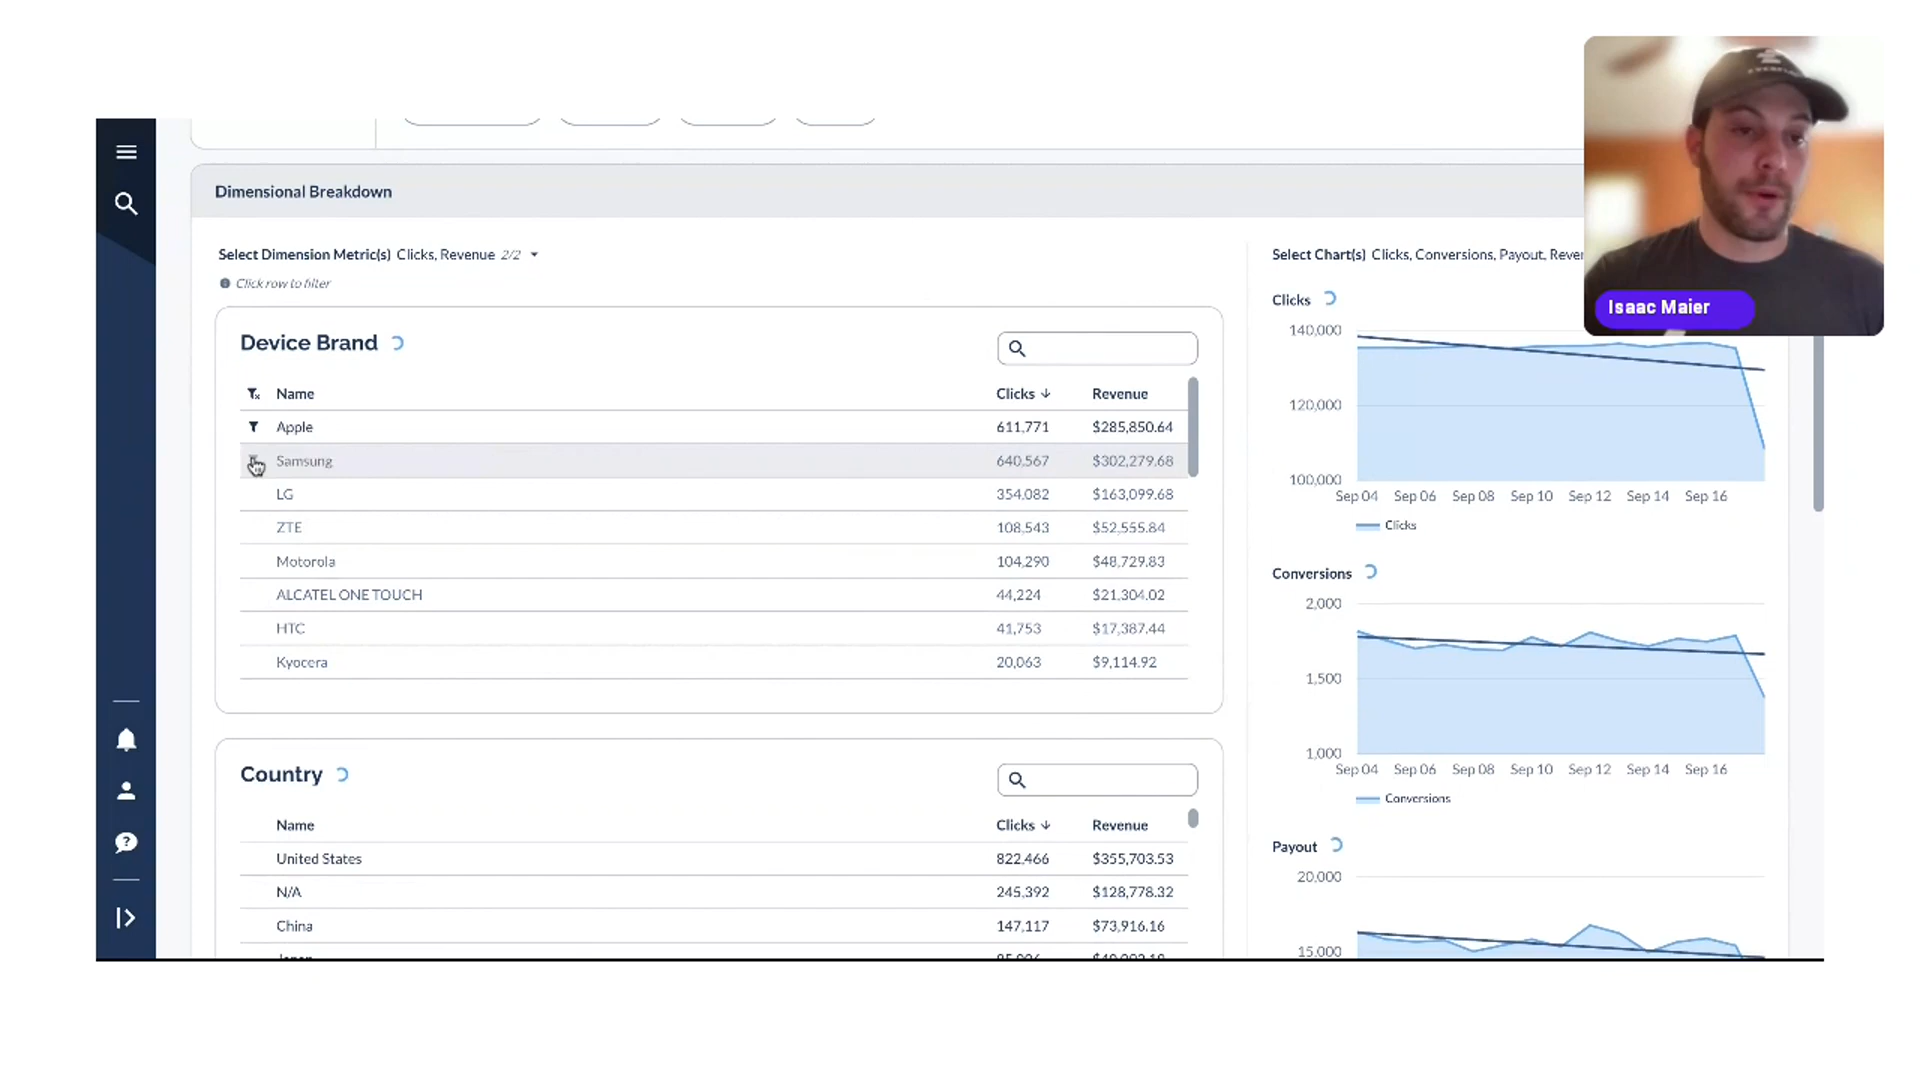 Dimensional Breakdown
Select Dimension Metric(s) Clicks, Revenue 2/2
Click row to filter
Device Brand
Name Clicks Revenue
Apple 611,771 $285,850.64
Samsung 640,567 $302,279.68
LG 354,082 $163,099.68
ZTE 108,543 $52,555.84
Motorola 104,290 $48,729.83
ALCATEL ONE TOUCH 44,224 $21,304.02
HTC 41,753 $17,387.44
Kyocera 20,063 $9,114.92
Country
Name Clicks Revenue
United States 822,466 $355,703.53
N/A 245,392 $128,778.32
China 147,117 $73,916.16
Select Chart(s) Clicks, Conversions, Payout,
Clicks
140,000
120,000
100,000
Sep 04 Sep 06 Sep 08 Sep 10 Sep 12 Sep 14 Sep 16
Clicks
Conversions
2,000
1,500
1,000
Sep 04 Sep 06 Sep 08 Sep 10 Sep 12 Sep 14 Sep 16
Conversions
Payout
20,000
15,000
Isaac Maier